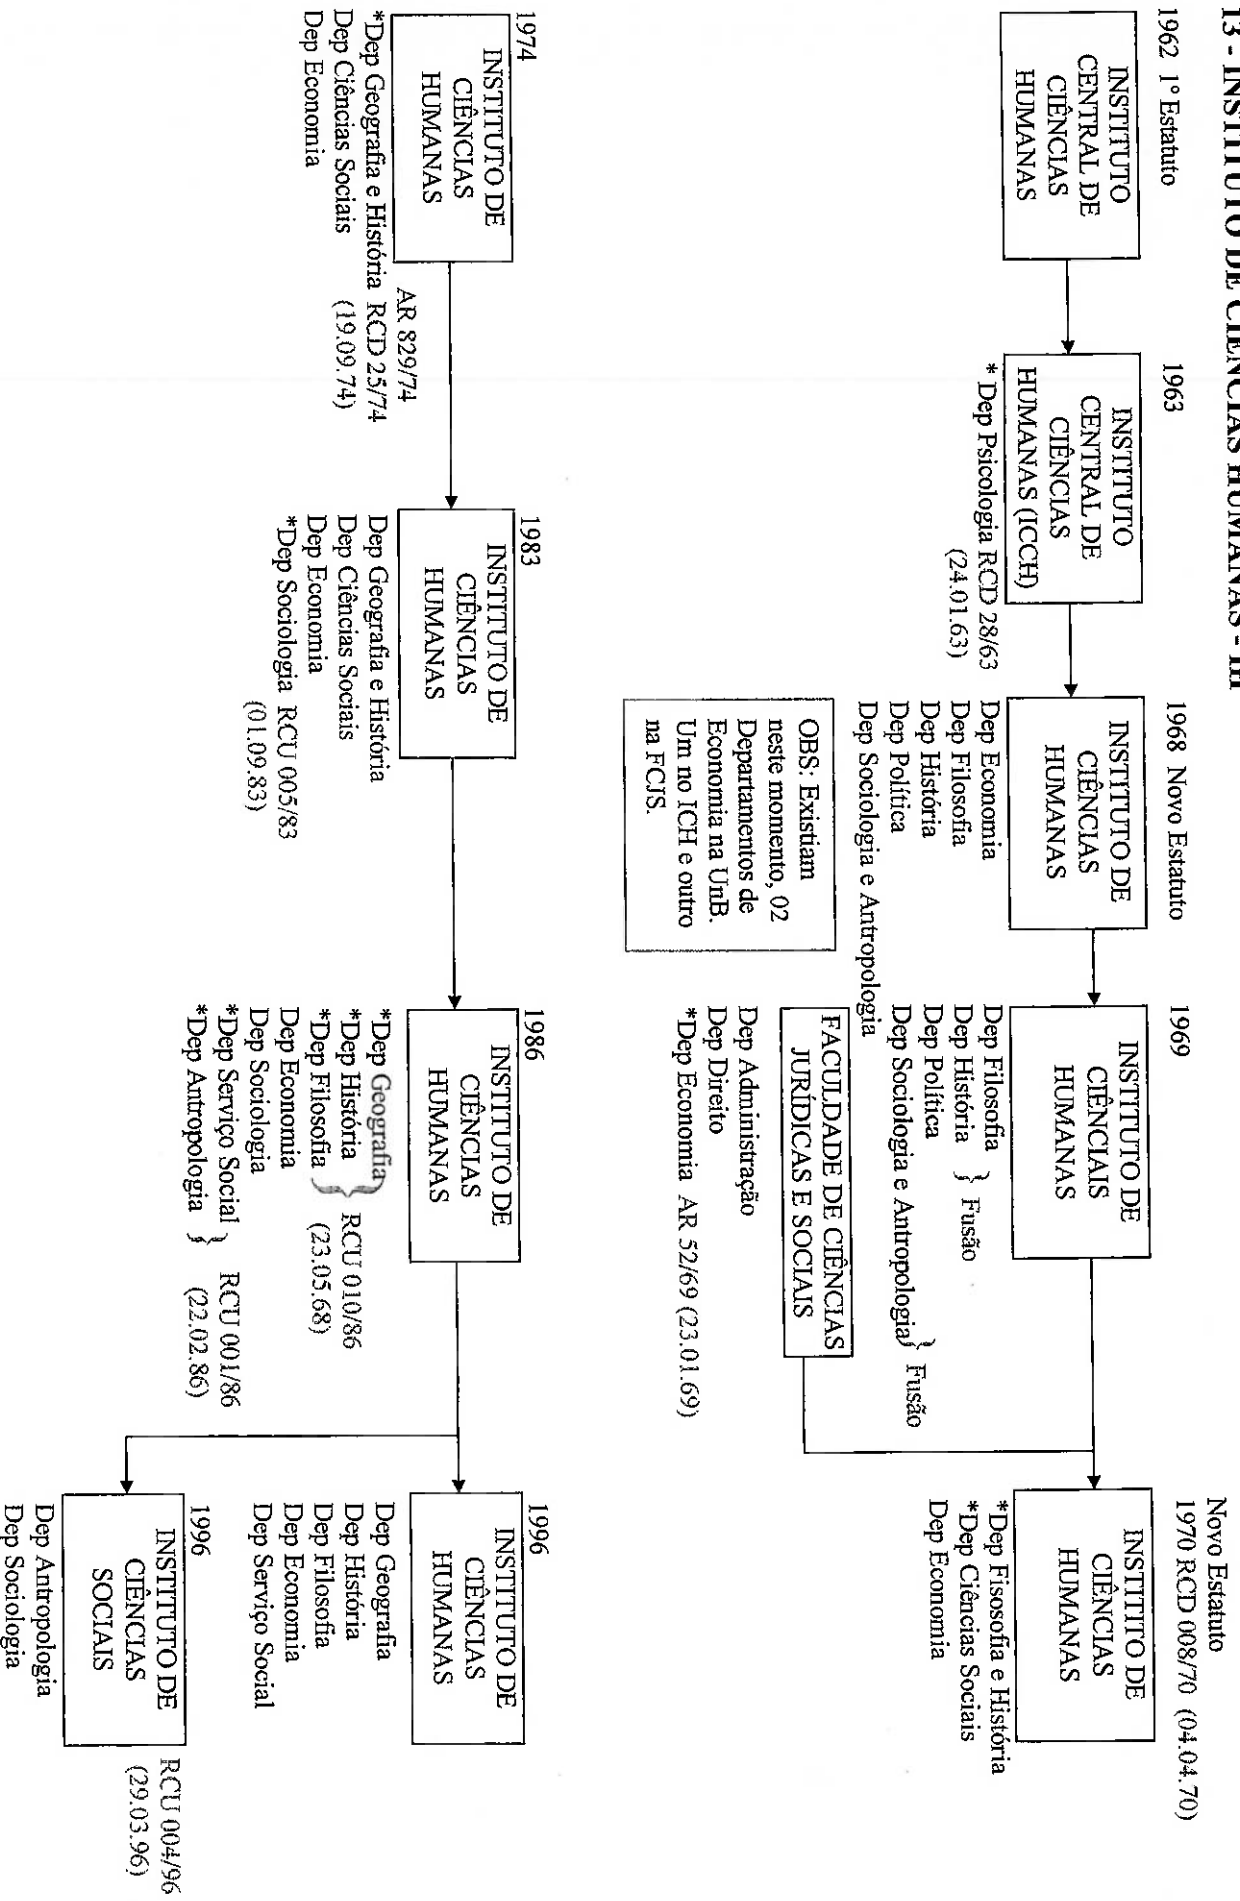 13 - INSTITUTO DE CIÊNCIAS HUMANAS - IH
1962 1º Estatuto
INSTITUTO
CENTRAL DE
CIÊNCIAS
HUMANAS
1963
INSTITUTO
CENTRAL DE
CIÊNCIAS
HUMANAS (ICCH)
* Dep Psicologia RCD 28/63
(24.01.63)
1968 Novo Estatuto
INSTITUTO DE
CIÊNCIAS
HUMANAS
Dep Economia
Dep Filosofia
Dep História
Dep Política
Dep Sociologia e Antropologia
OBS: Existiam
neste momento, 02
Departamentos de
Economia na UnB.
Um no ICH e outro
na FCJS.
1969
INSTITUTO DE
CIÊNCIAIS
HUMANAS
Dep Filosofia
Dep História } Fusão
Dep Política
Dep Sociologia e Antropologia} Fusão
FACULDADE DE CIÊNCIAS
JURÍDICAS E SOCIAIS
Dep Administração
Dep Direito
*Dep Economia AR 52/69 (23.01.69)
Novo Estatuto
1970 RCD 008/70 (04.04.70)
INSTITITO DE
CIÊNCIAS
HUMANAS
*Dep Fisosofia e História
*Dep Ciências Sociais
Dep Economia
1974
INSTITUTO DE
CIÊNCIAS
HUMANAS
AR 829/74
*Dep Geografia e História RCD 25/74
Dep Ciências Sociais (19.09.74)
Dep Economia
1983
INSTITUTO DE
CIÊNCIAS
HUMANAS
Dep Geografia e História
Dep Ciências Sociais
Dep Economia
*Dep Sociologia RCU 005/83
(01.09.83)
1986
INSTITUTO DE
CIÊNCIAS
HUMANAS
*Dep Geografia
*Dep História } RCU 010/86
*Dep Filosofia (23.05.68)
Dep Economia
Dep Sociologia
*Dep Serviço Social } RCU 001/86
*Dep Antropologia } (22.02.86)
1996
INSTITUTO DE
CIÊNCIAS
HUMANAS
Dep Geografia
Dep História
Dep Filosofia
Dep Economia
Dep Serviço Social
1996
INSTITUTO DE
CIÊNCIAS
SOCIAIS
RCU 004/96
(29.03.96)
Dep Antropologia
Dep Sociologia